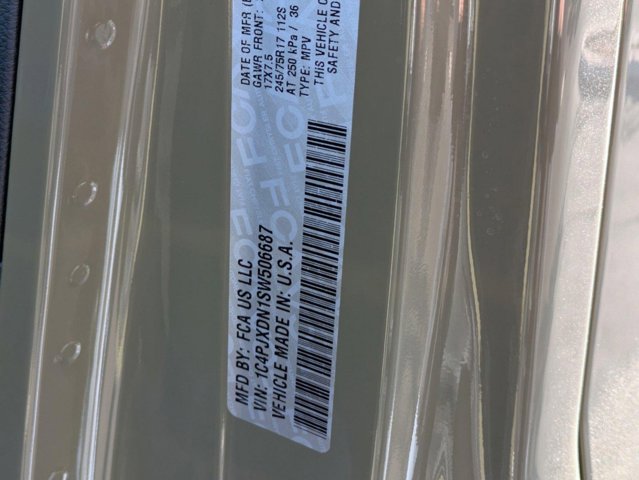 MFD BY: FCA US LLC
DATE OF MFR
GAWR FRONT:
17X7.5
245/75R17 112S
AT 250 kPa / 36
TYPE: MPV
THIS VEHICLE
SAFETY AND
VIN: 1C4PJXDN1SW506687
VEHICLE MADE IN: U.S.A.